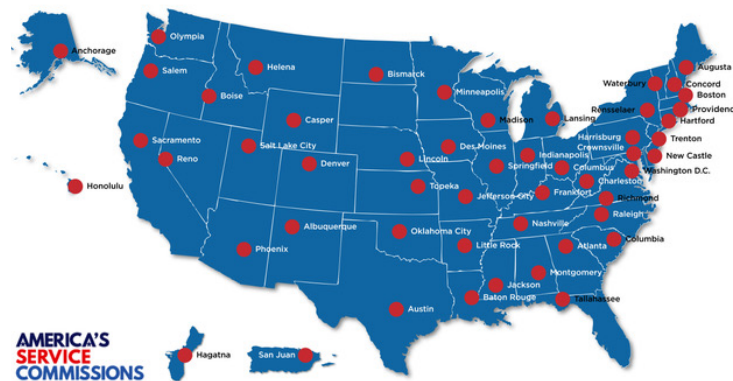 Olympia
Anchorage
Augusta
Salem
Helena
Bismarck
Waterbury
Concord
Minneapolis
Boston
Boise
Rensselaer
Providenc
Casper
Madison
Lansing
Hartford
Sacramento
Harrisburg
Trenton
Salt Lake City
Des Moines
Crownsville
Reno
Denver
Lincoln
Indianapolis
New Castle
Springfield
Columbus
Washington D.C.
Honolulu
Topeka
Charleston
Jefferson City
Frankfort
Richmond
Raleigh
Albuquerque
Oklahoma City
Nashville
Phoenix
Little Rock
Atlanta
Columbia
Montgomery
Jackson
Austin
Baton Rouge
Tallahassee
AMERICA'S
SERVICE
COMMISSIONS
Hagatna
San Juan